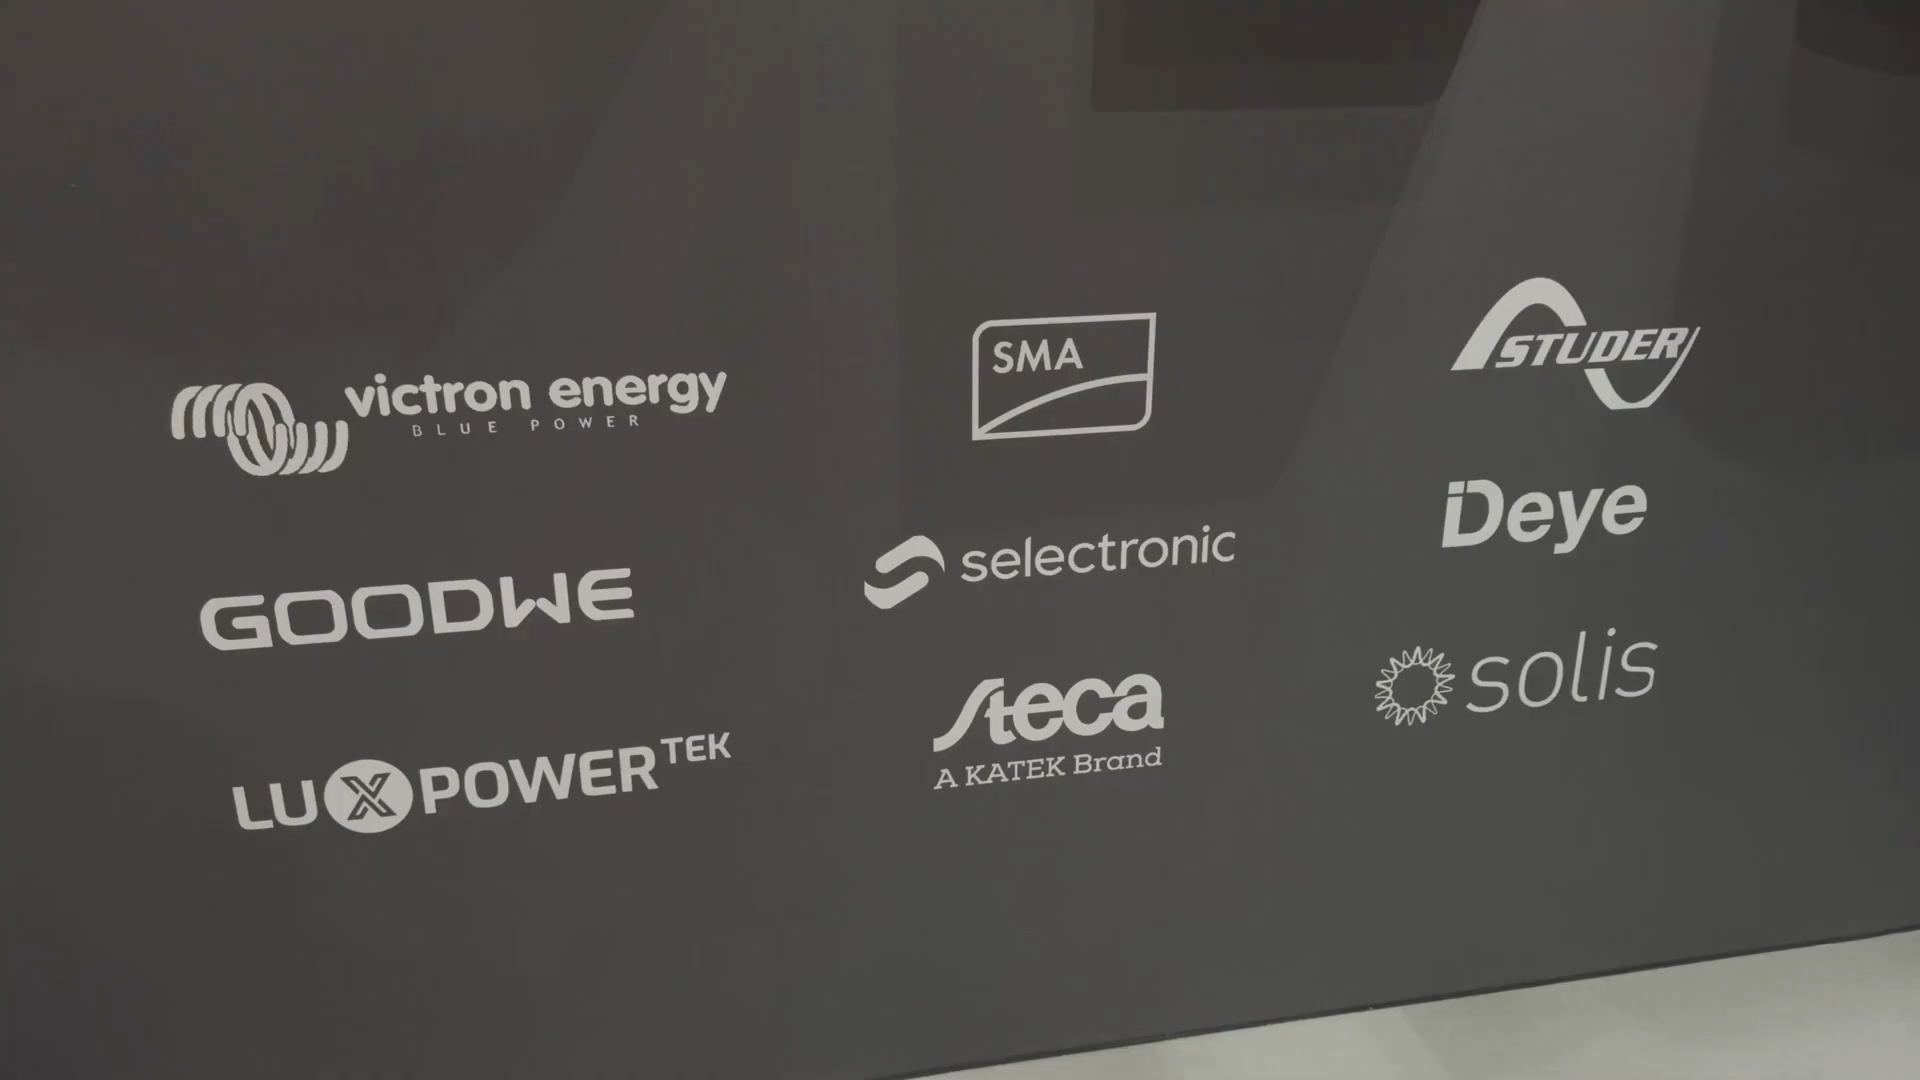 victron energy
BLUE POWER
SMA
STUDER
GOODWE
selectronic
Deye
LUXPOWERTEK
steca
A KATEK Brand
solis